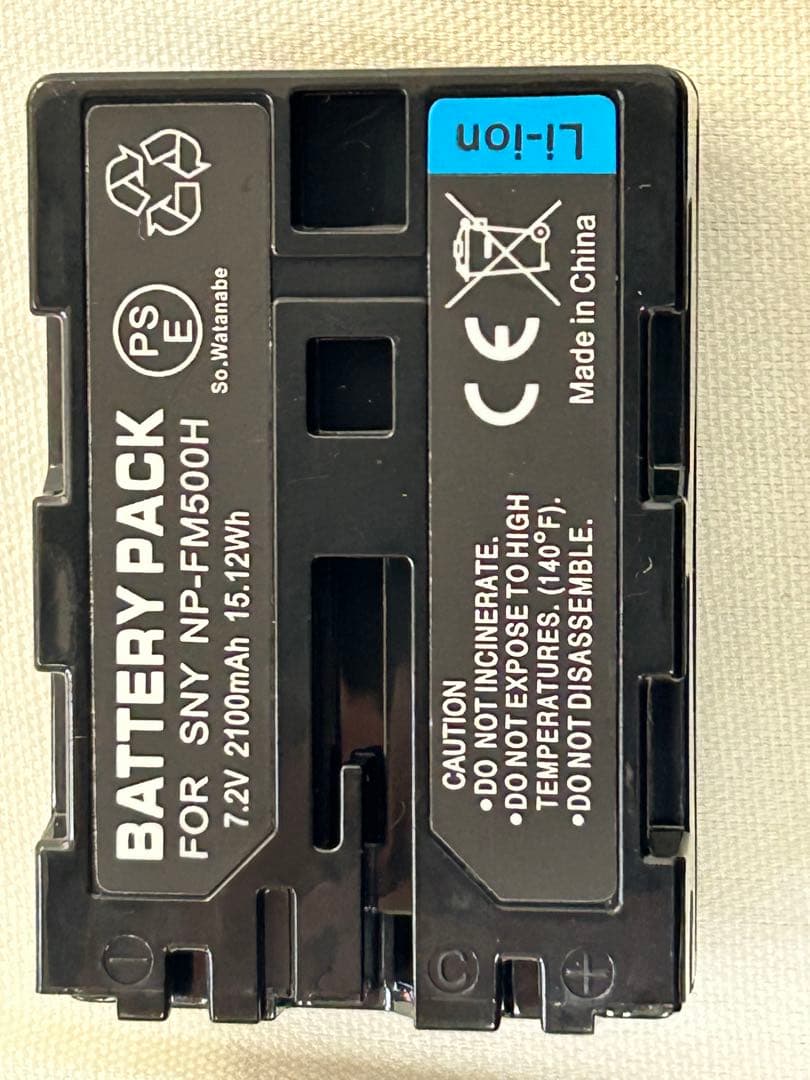 BATTERY PACK
FOR SNY NP-FM500H
7.2V 2100mAh 15.12Wh
PS
E
So.Watanabe
CAUTION
•DO NOT INCINERATE.
•DO NOT EXPOSE TO HIGH
TEMPERATURES. (140°F).
•DO NOT DISASSEMBLE.
CE
Made in China
Li-ion
− C +